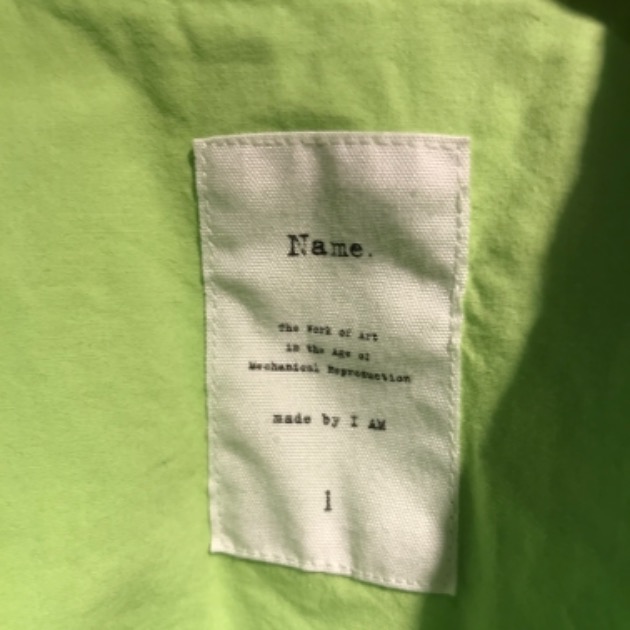 Name.
The Work of Art
in the Age of
Mechanical Reproduction
made by I AM
1